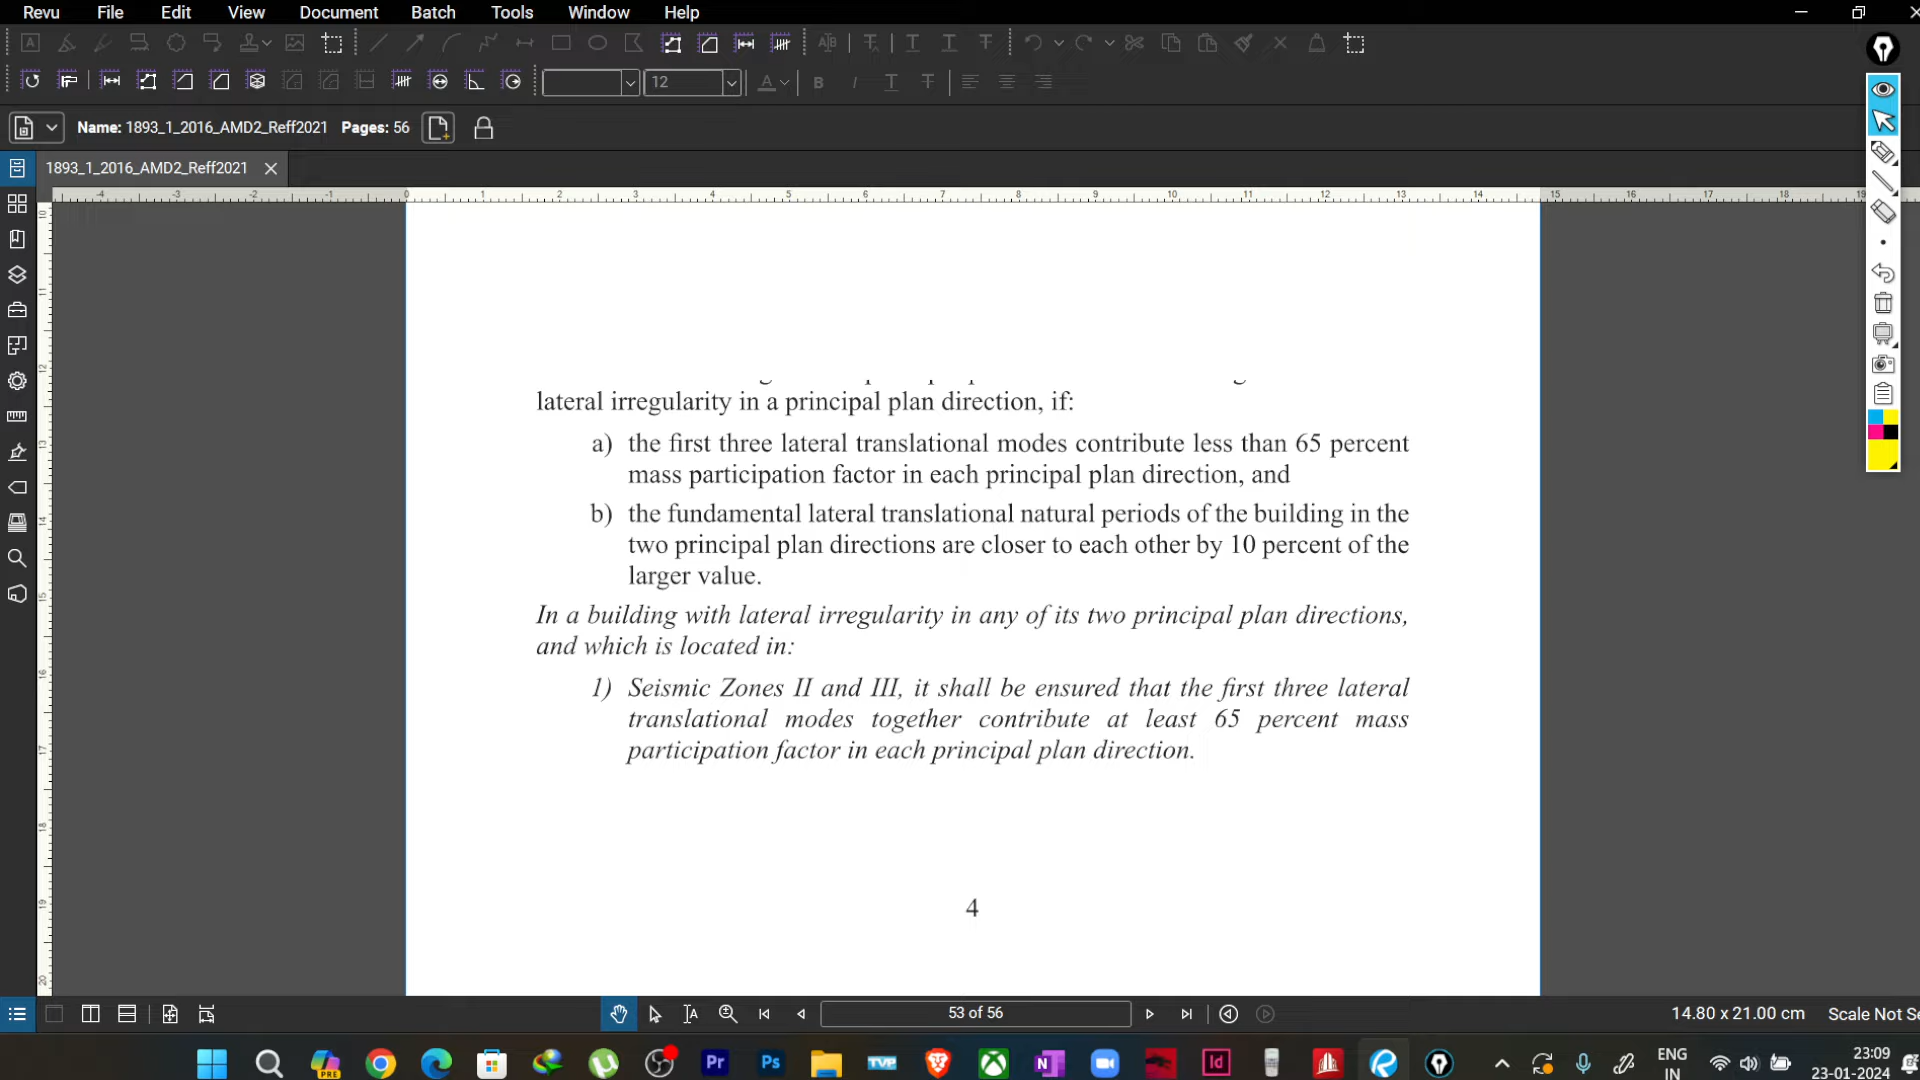 Revu File Edit View Document Batch Tools Window Help
12
Name: 1893_1_2016_AMD2_Reff2021 Pages: 56
1893_1_2016_AMD2_Reff2021
lateral irregularity in a principal plan direction, if:
a) the first three lateral translational modes contribute less than 65 percent
mass participation factor in each principal plan direction, and
b) the fundamental lateral translational natural periods of the building in the
two principal plan directions are closer to each other by 10 percent of the
larger value.
In a building with lateral irregularity in any of its two principal plan directions,
and which is located in:
1) Seismic Zones II and III, it shall be ensured that the first three lateral
translational modes together contribute at least 65 percent mass
participation factor in each principal plan direction.
4
53 of 56
14.80 x 21.00 cm Scale Not Se
ENG
IN
23:09
23-01-2024